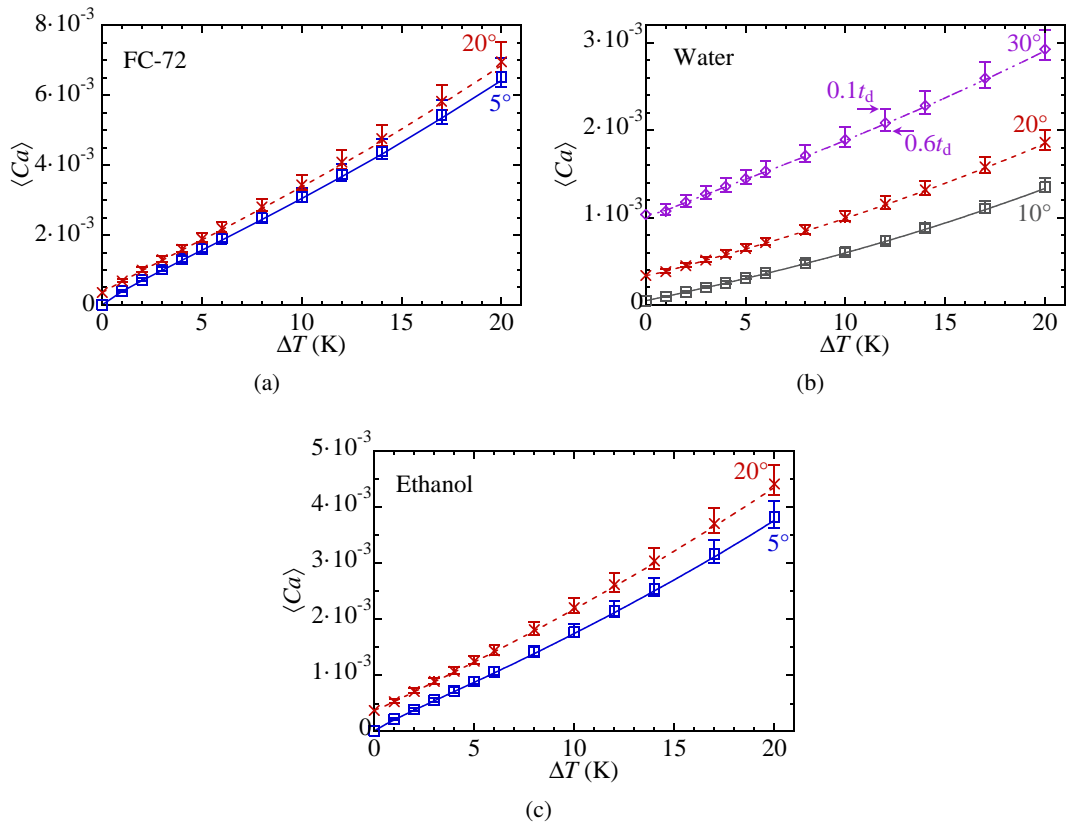 8·10⁻³
6·10⁻³
4·10⁻³
2·10⁻³
0
⟨Ca⟩
FC-72
20°
5°
0 5 10 15 20
ΔT (K)
(a)
3·10⁻³
2·10⁻³
1·10⁻³
0
⟨Ca⟩
Water
30°
0.1t_d
0.6t_d
20°
10°
0 5 10 15 20
ΔT (K)
(b)
5·10⁻³
4·10⁻³
3·10⁻³
2·10⁻³
1·10⁻³
0
⟨Ca⟩
Ethanol
20°
5°
0 5 10 15 20
ΔT (K)
(c)